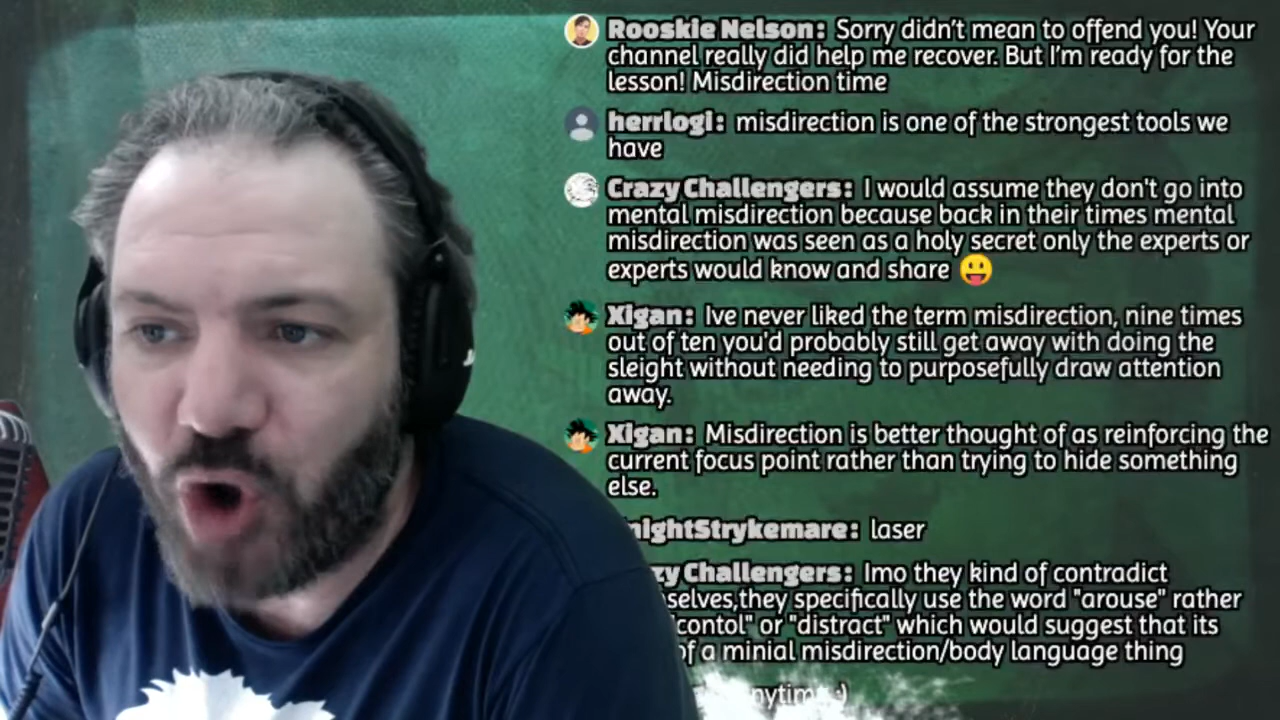 Rooskie Nelson: Sorry didn't mean to offend you! Your
channel really did help me recover. But I'm ready for the
lesson! Misdirection time
herrlogi: misdirection is one of the strongest tools we
have
Crazy Challengers: I would assume they don't go into
mental misdirection because back in their times mental
misdirection was seen as a holy secret only the experts or
experts would know and share 😛
Xigan: Ive never liked the term misdirection, nine times
out of ten you'd probably still get away with doing the
sleight without needing to purposefully draw attention
away.
Xigan: Misdirection is better thought of as reinforcing the
current focus point rather than trying to hide something
else.
nightStrykemare: laser
zy Challengers: Imo they kind of contradict
selves,they specifically use the word "arouse" rather
"contol" or "distract" which would suggest that its
of a minial misdirection/body language thing